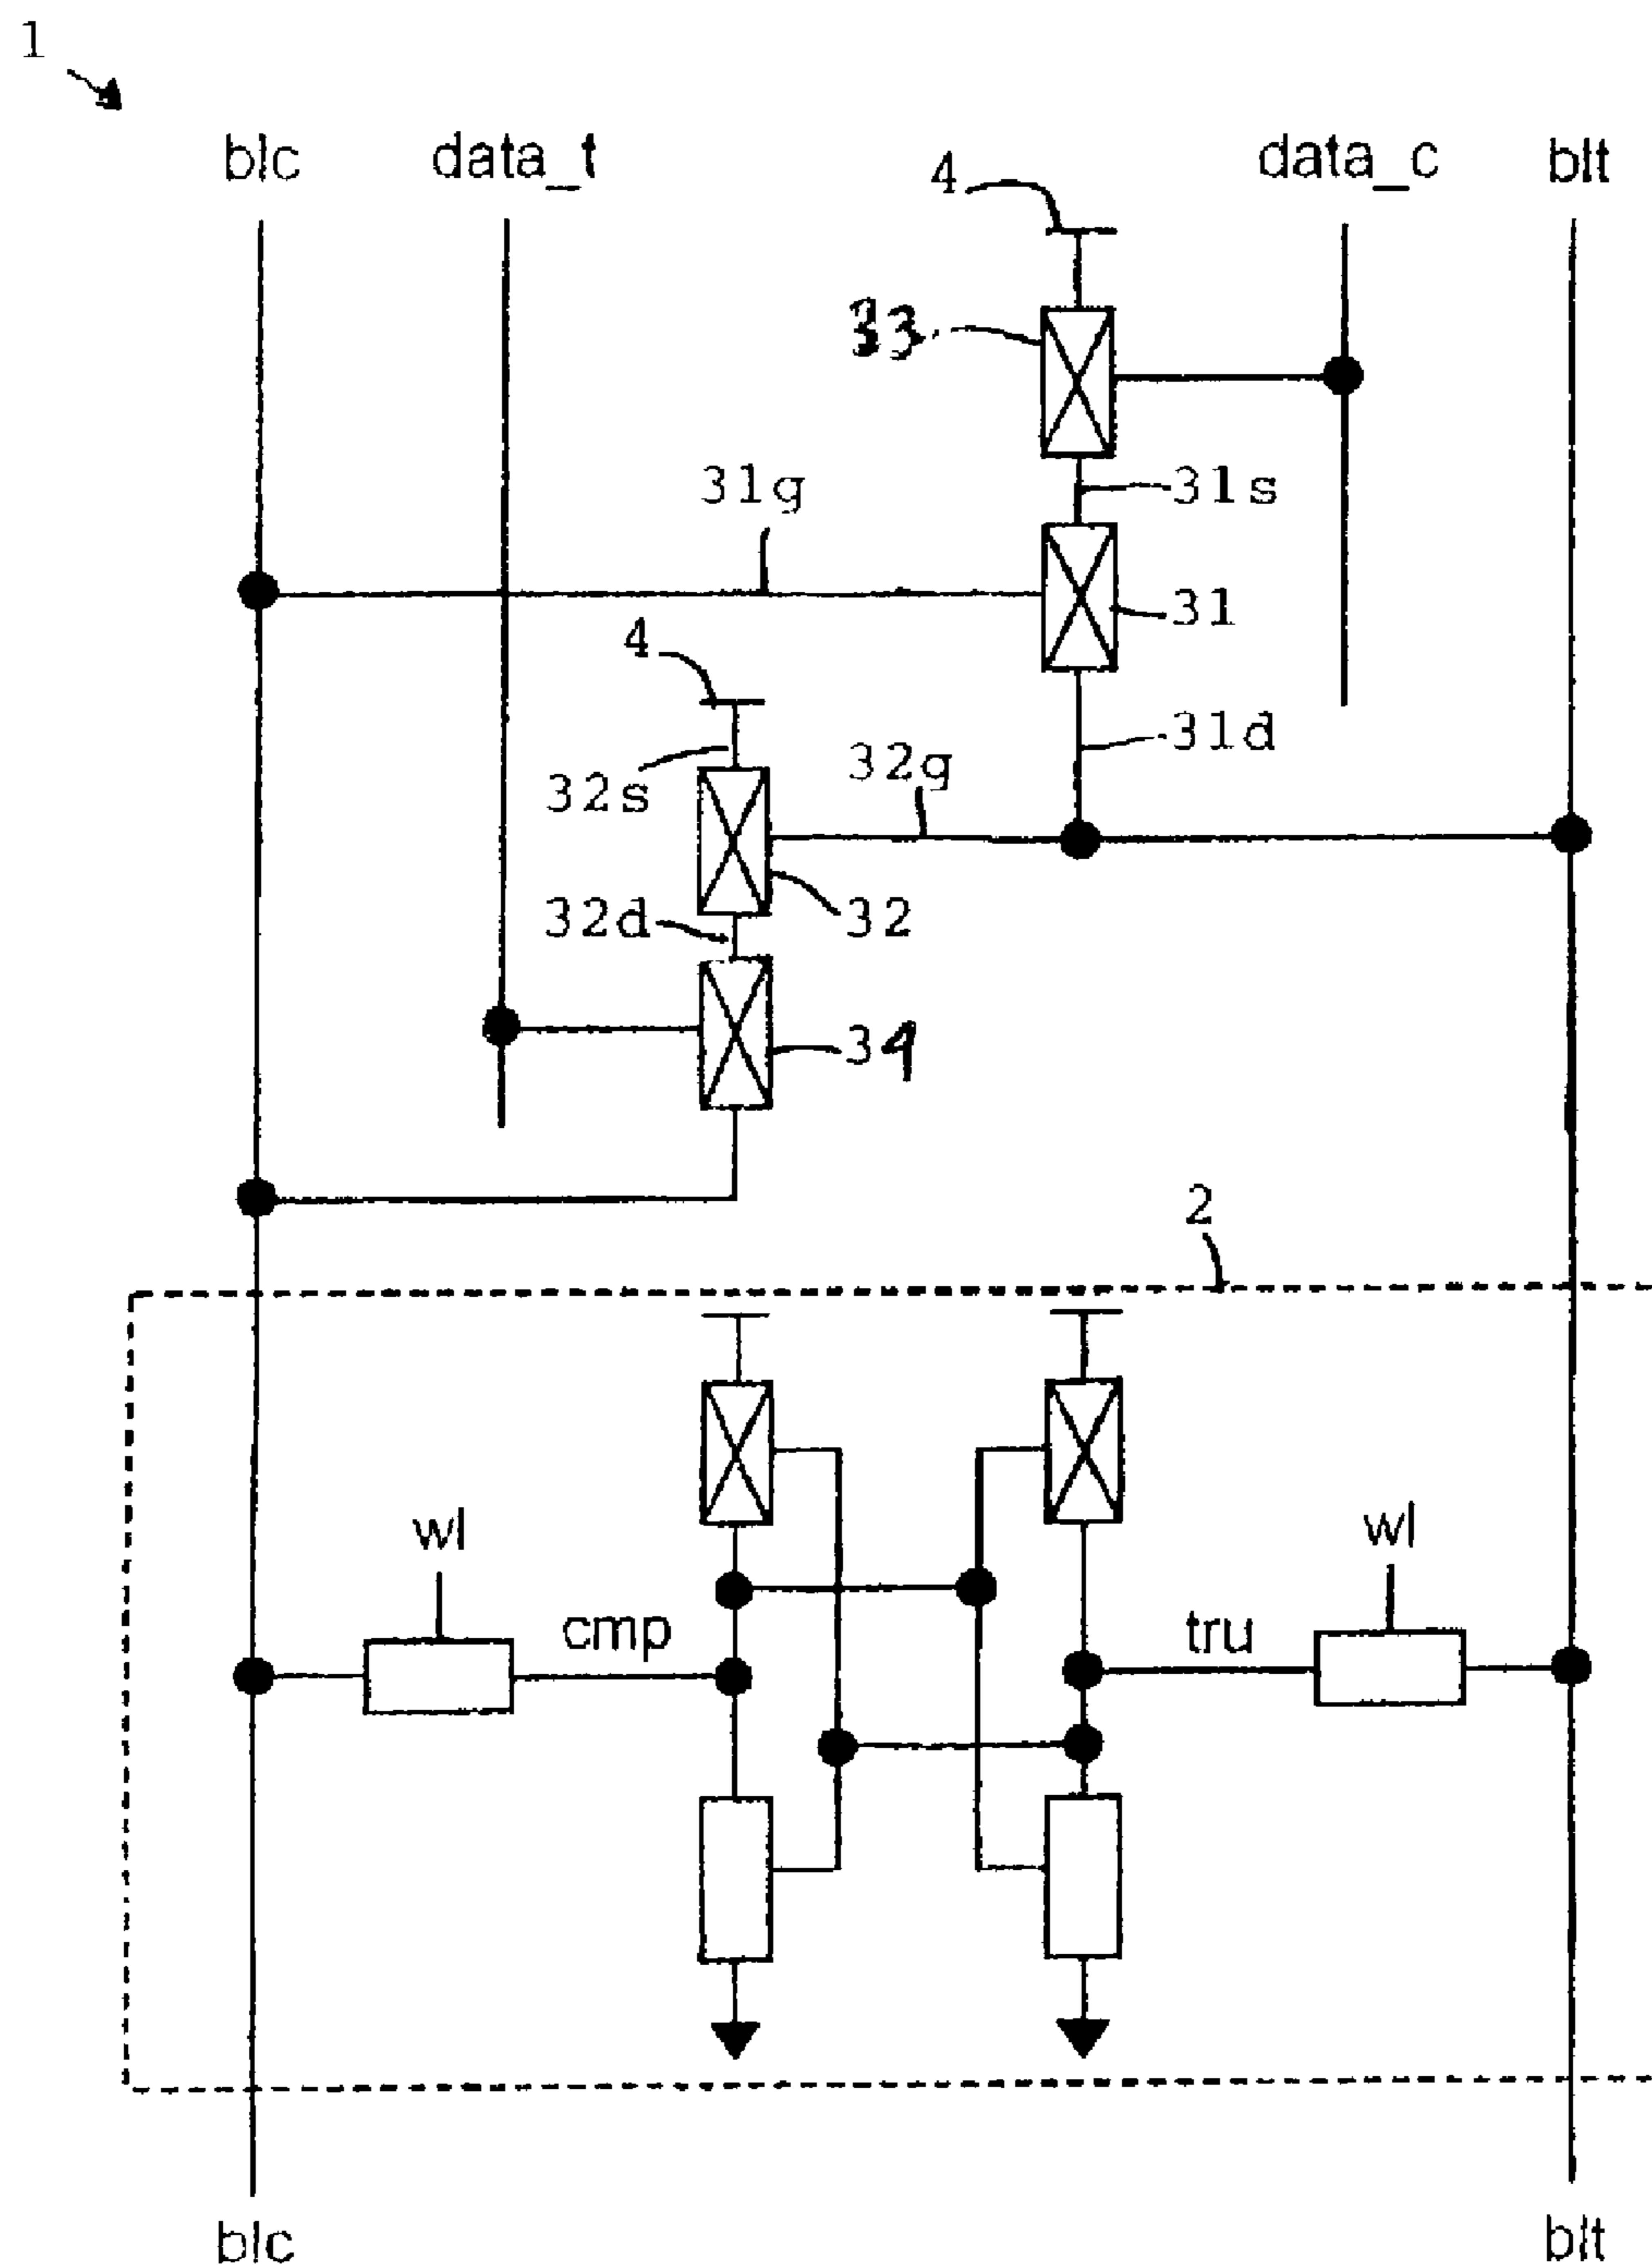 1
blc data_t data_c blt
4
33
31g 31s
31
4
31d
32s 32g
32d 32
34
2
wl wl
cmp tru
blc blt